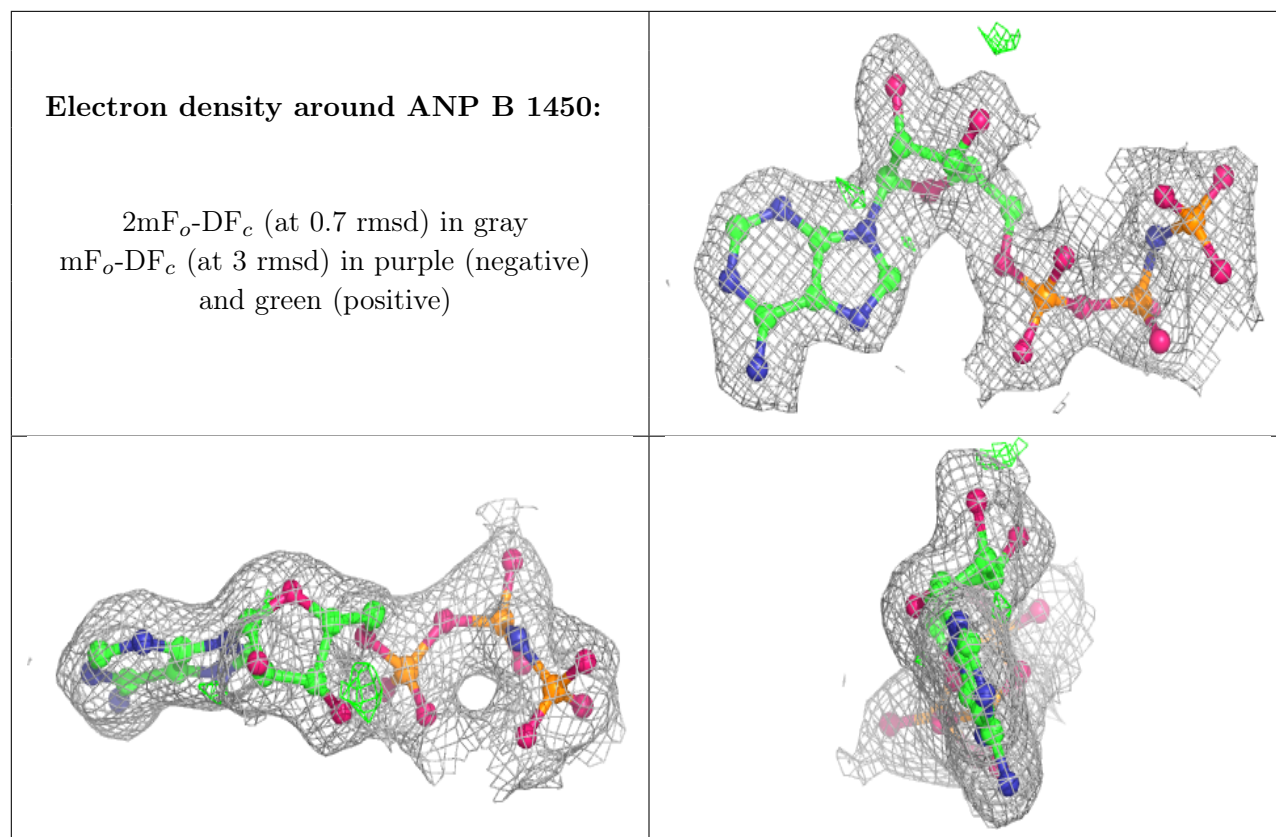 Electron density around ANP B 1450:
2mFₒ-DF𝒸 (at 0.7 rmsd) in gray
mFₒ-DF𝒸 (at 3 rmsd) in purple (negative)
and green (positive)